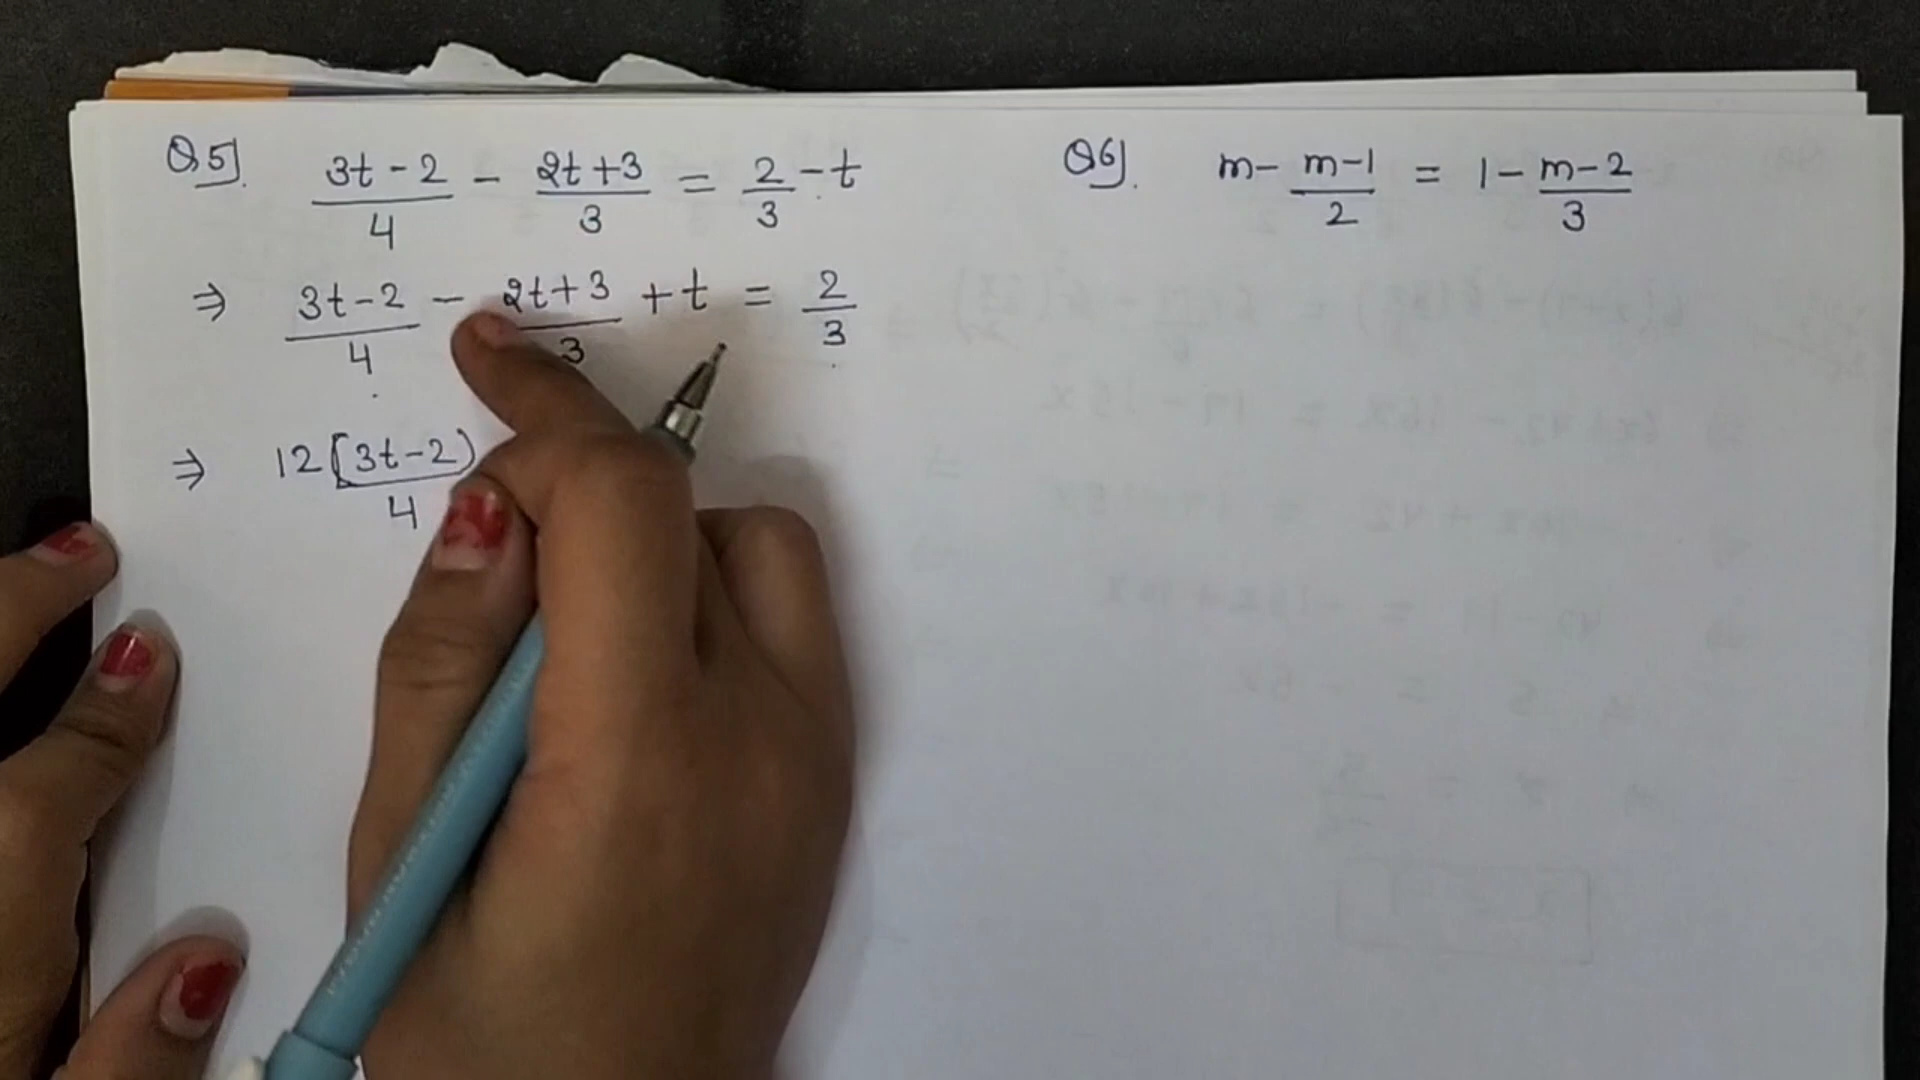 Q5). (3t-2)/4 - (2t+3)/3 = 2/3 - t
⇒ (3t-2)/4 - (2t+3)/3 + t = 2/3
⇒ 12(3t-2)/4
Q6). m - (m-1)/2 = 1 - (m-2)/3